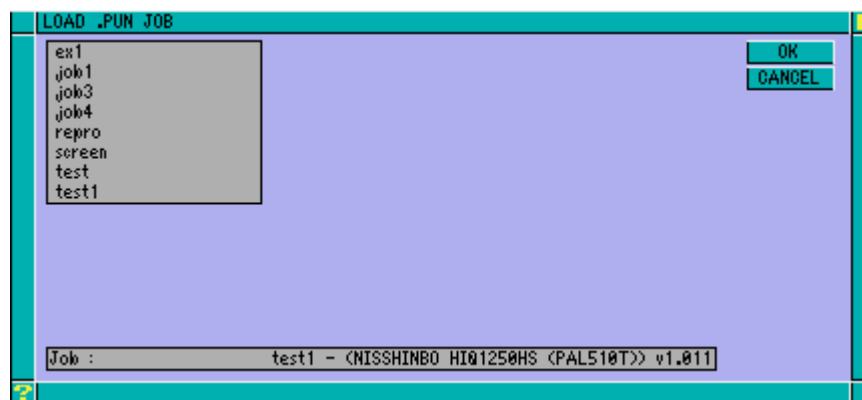 LOAD .PUN JOB
ex1
job1
job3
job4
repro
screen
test
test1
OK
CANCEL
Job : test1 - (NISSHINBO HIQ1250HS (PAL510T)) v1.011
?